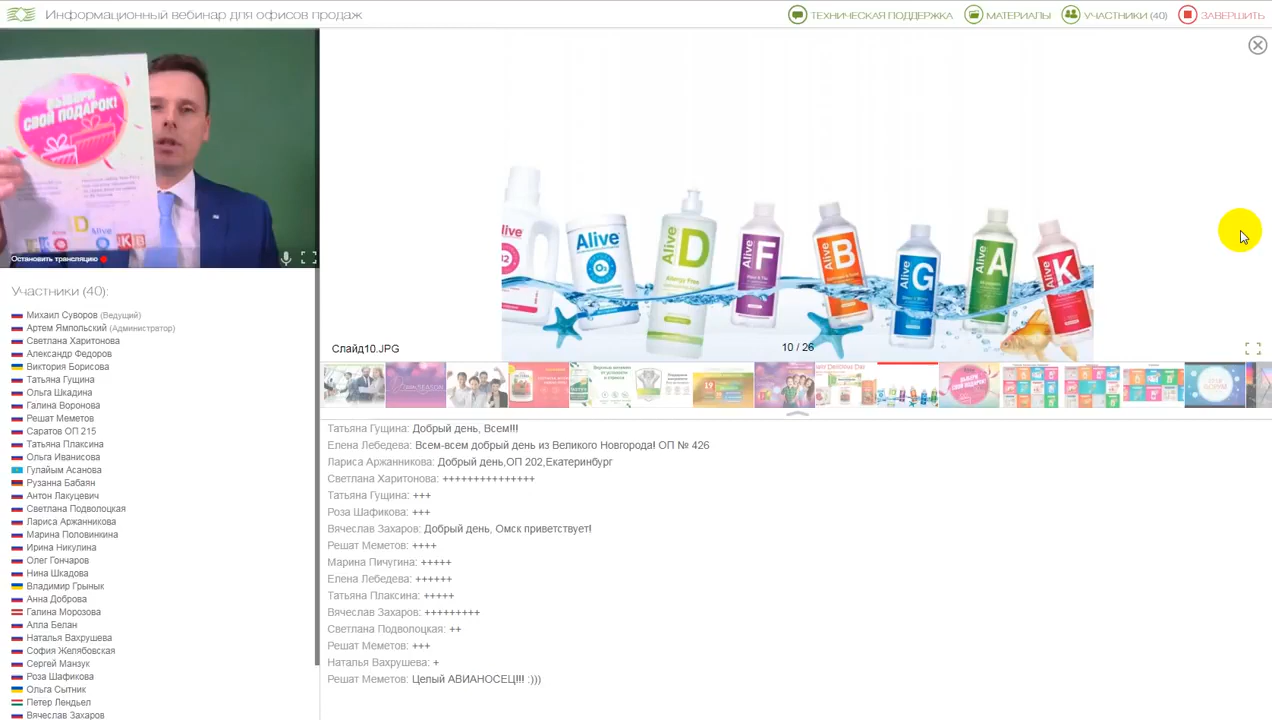 Информационный вебинар для офисов продаж
ТЕХНИЧЕСКАЯ ПОДДЕРЖКА
МАТЕРИАЛЫ
УЧАСТНИКИ (40)
ЗАВЕРШИТЬ
ВЫБЕРИ
СВОЙ ПОДАРОК!
Остановить трансляцию
Alive
O2
Alive
D
Allergy Free
Alive
F
Alive
B
Alive
G
Alive
A
Alive
K
Слайд10.JPG
10 / 26
Участники (40):
Михаил Суворов (Ведущий)
Артем Ямпольский (Администратор)
Светлана Харитонова
Александр Федоров
Виктория Борисова
Татьяна Гущина
Ольга Шкадина
Галина Воронова
Решат Меметов
Саратов ОП 215
Татьяна Плаксина
Ольга Иванисова
Гулайым Асанова
Рузанна Бабаян
Антон Лакуцевич
Светлана Подволоцкая
Лариса Аржанникова
Марина Половинкина
Ирина Никулина
Олег Гончаров
Нина Шкадова
Владимир Грынык
Анна Доброва
Галина Морозова
Алла Белан
Наталья Вахрушева
София Желябовская
Сергей Манзук
Роза Шафикова
Ольга Сытник
Петер Лендьел
Вячеслав Захаров
Татьяна Гущина: Добрый день, Всем!!!
Елена Лебедева: Всем-всем добрый день из Великого Новгорода! ОП № 426
Лариса Аржанникова: Добрый день,ОП 202,Екатеринбург
Светлана Харитонова: +++++++++++++++
Татьяна Гущина: +++
Роза Шафикова: +++
Вячеслав Захаров: Добрый день, Омск приветствует!
Решат Меметов: ++++
Марина Пичугина: +++++
Елена Лебедева: ++++++
Татьяна Плаксина: +++++
Вячеслав Захаров: +++++++++
Светлана Подволоцкая: ++
Решат Меметов: +++
Наталья Вахрушева: +
Решат Меметов: Целый АВИАНОСЕЦ!!! :)))